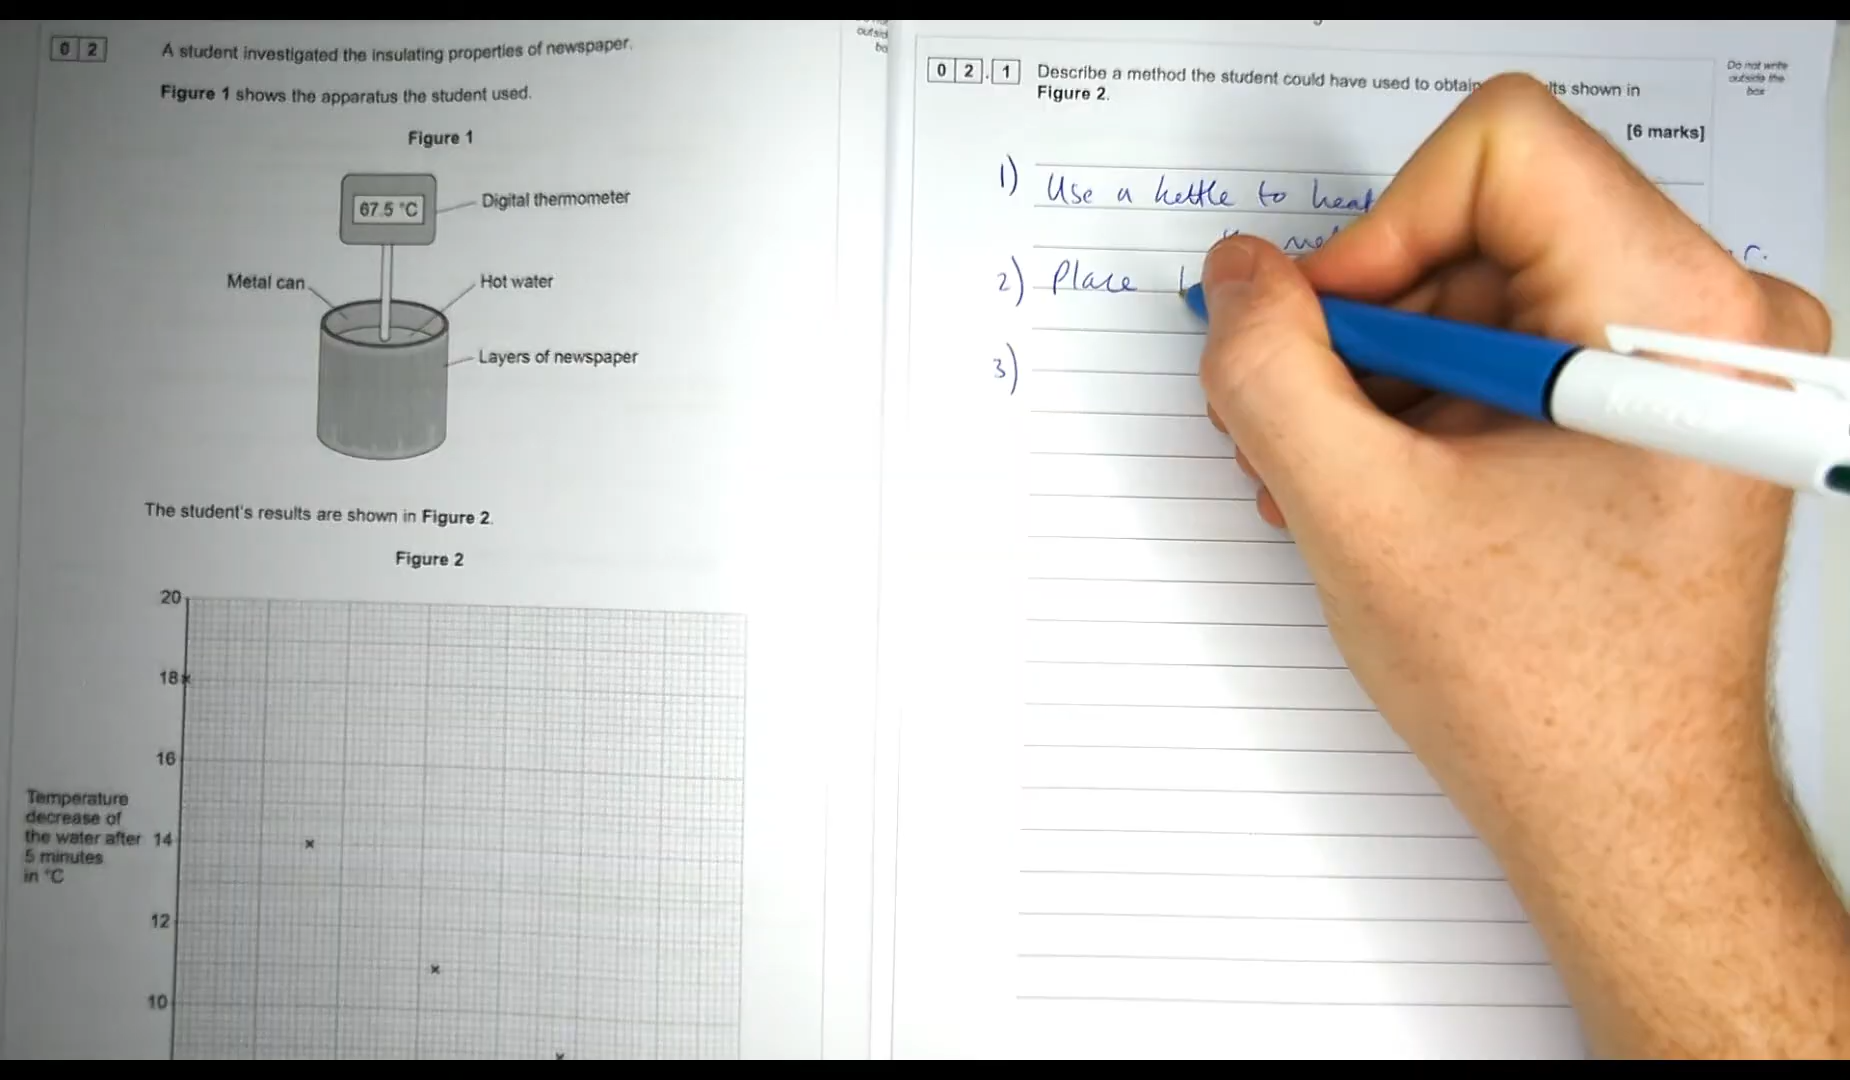 0 2
A student investigated the insulating properties of newspaper.
Figure 1 shows the apparatus the student used.
Figure 1
67.5 °C
Digital thermometer
Metal can
Hot water
Layers of newspaper
The student's results are shown in Figure 2.
Figure 2
20
18
16
Temperature
decrease of
the water after
5 minutes
in °C
14
12
10
outsid
bo
0 2 . 1 Describe a method the student could have used to obtain shown in
Figure 2.
[6 marks]
Do not write
outside the
box
1) Use a kettle to heat
2) Place
3)